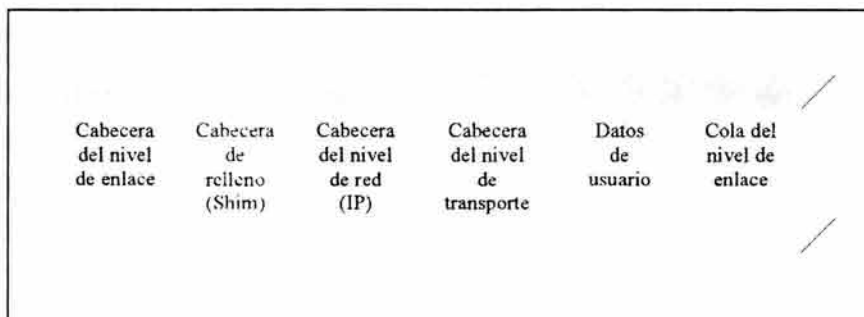 Cabecera del nivel de enlace
Cabecera de relleno (Shim)
Cabecera del nivel de red (IP)
Cabecera del nivel de transporte
Datos de usuario
Cola del nivel de enlace